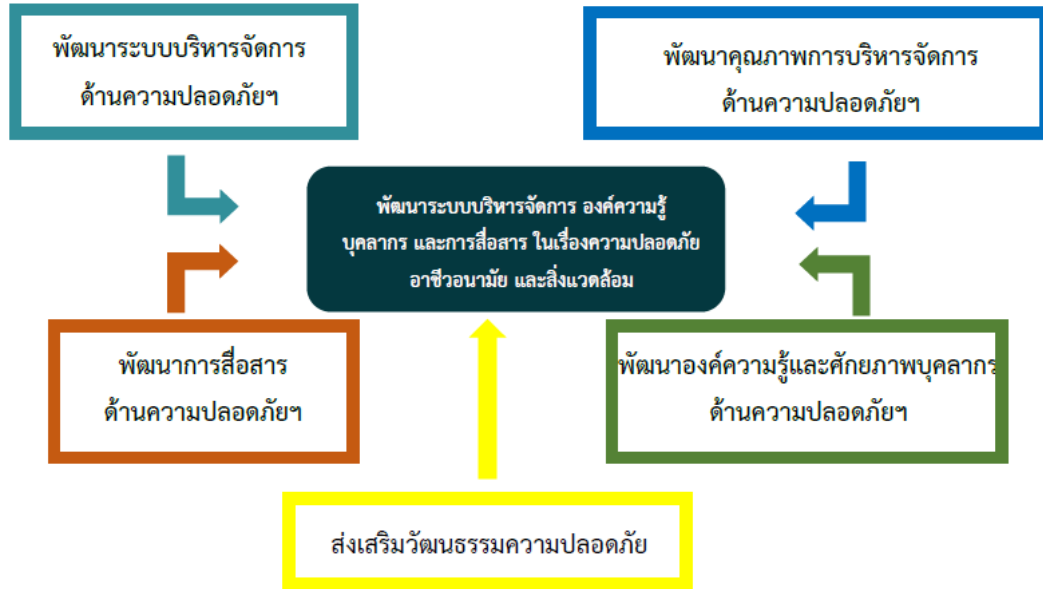 พัฒนาระบบบริหารจัดการ
ด้านความปลอดภัยฯ
พัฒนาคุณภาพการบริหารจัดการ
ด้านความปลอดภัยฯ
พัฒนาระบบบริหารจัดการ องค์ความรู้
บุคลากร และการสื่อสาร ในเรื่องความปลอดภัย
อาชีวอนามัย และสิ่งแวดล้อม
พัฒนาการสื่อสาร
ด้านความปลอดภัยฯ
พัฒนาองค์ความรู้และศักยภาพบุคลากร
ด้านความปลอดภัยฯ
ส่งเสริมวัฒนธรรมความปลอดภัย